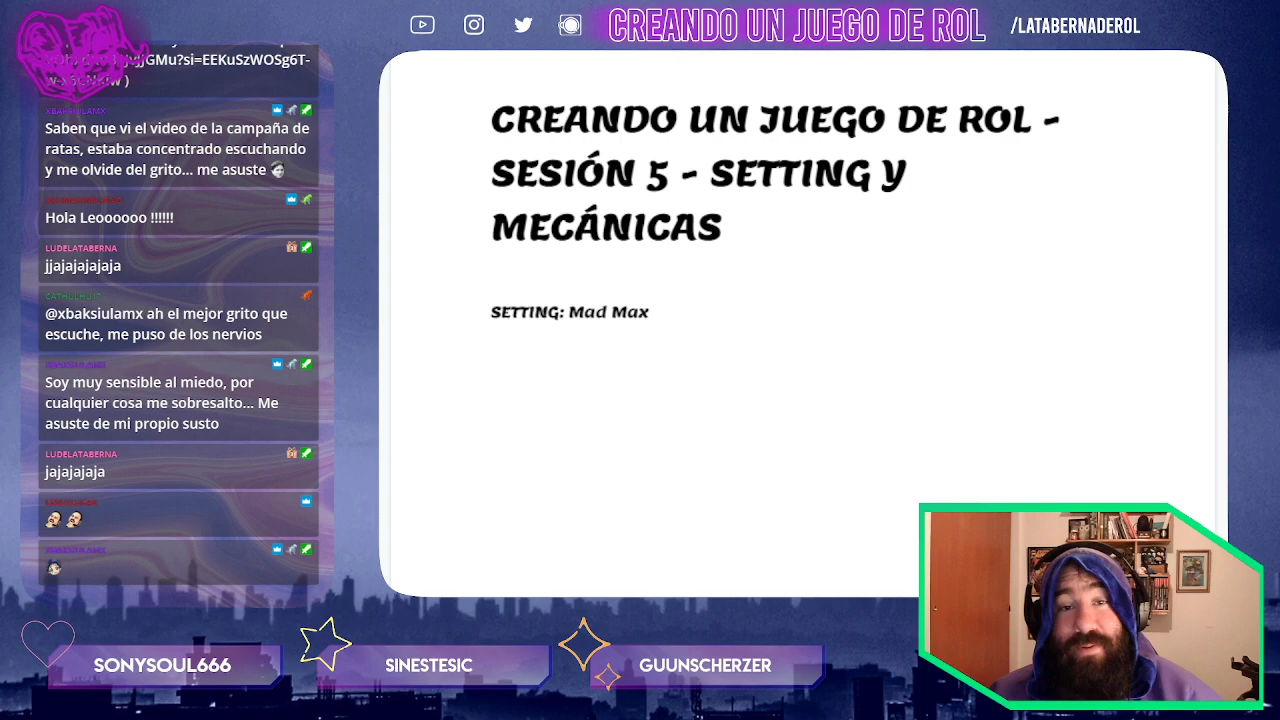 CREANDO UN JUEGO DE ROL
/LATABERNADEROL
XBAKSIULAMX
Saben que vi el video de la campaña de
ratas, estaba concentrado escuchando
y me olvide del grito... me asuste
Hola Leoooooo !!!!!!
LUDELATABERNA
jjajajajajaja
@xbaksiulamx ah el mejor grito que
escuche, me puso de los nervios
Soy muy sensible al miedo, por
cualquier cosa me sobresalto... Me
asuste de mi propio susto
LUDELATABERNA
jajajajaja
CREANDO UN JUEGO DE ROL -
SESIÓN 5 - SETTING Y
MECÁNICAS
SETTING: Mad Max
SONYSOUL666
SINESTESIC
GUUNSCHERZER